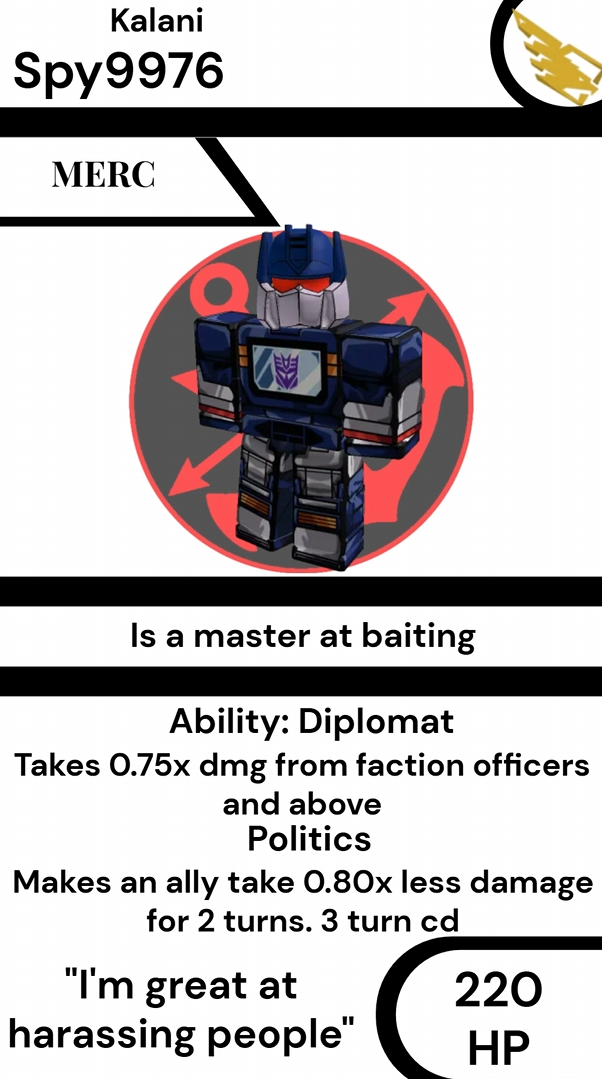 Kalani
Spy9976
MERC
Is a master at baiting
Ability: Diplomat
Takes 0.75x dmg from faction officers
and above
Politics
Makes an ally take 0.80x less damage
for 2 turns. 3 turn cd
"I'm great at
harassing people"
220
HP